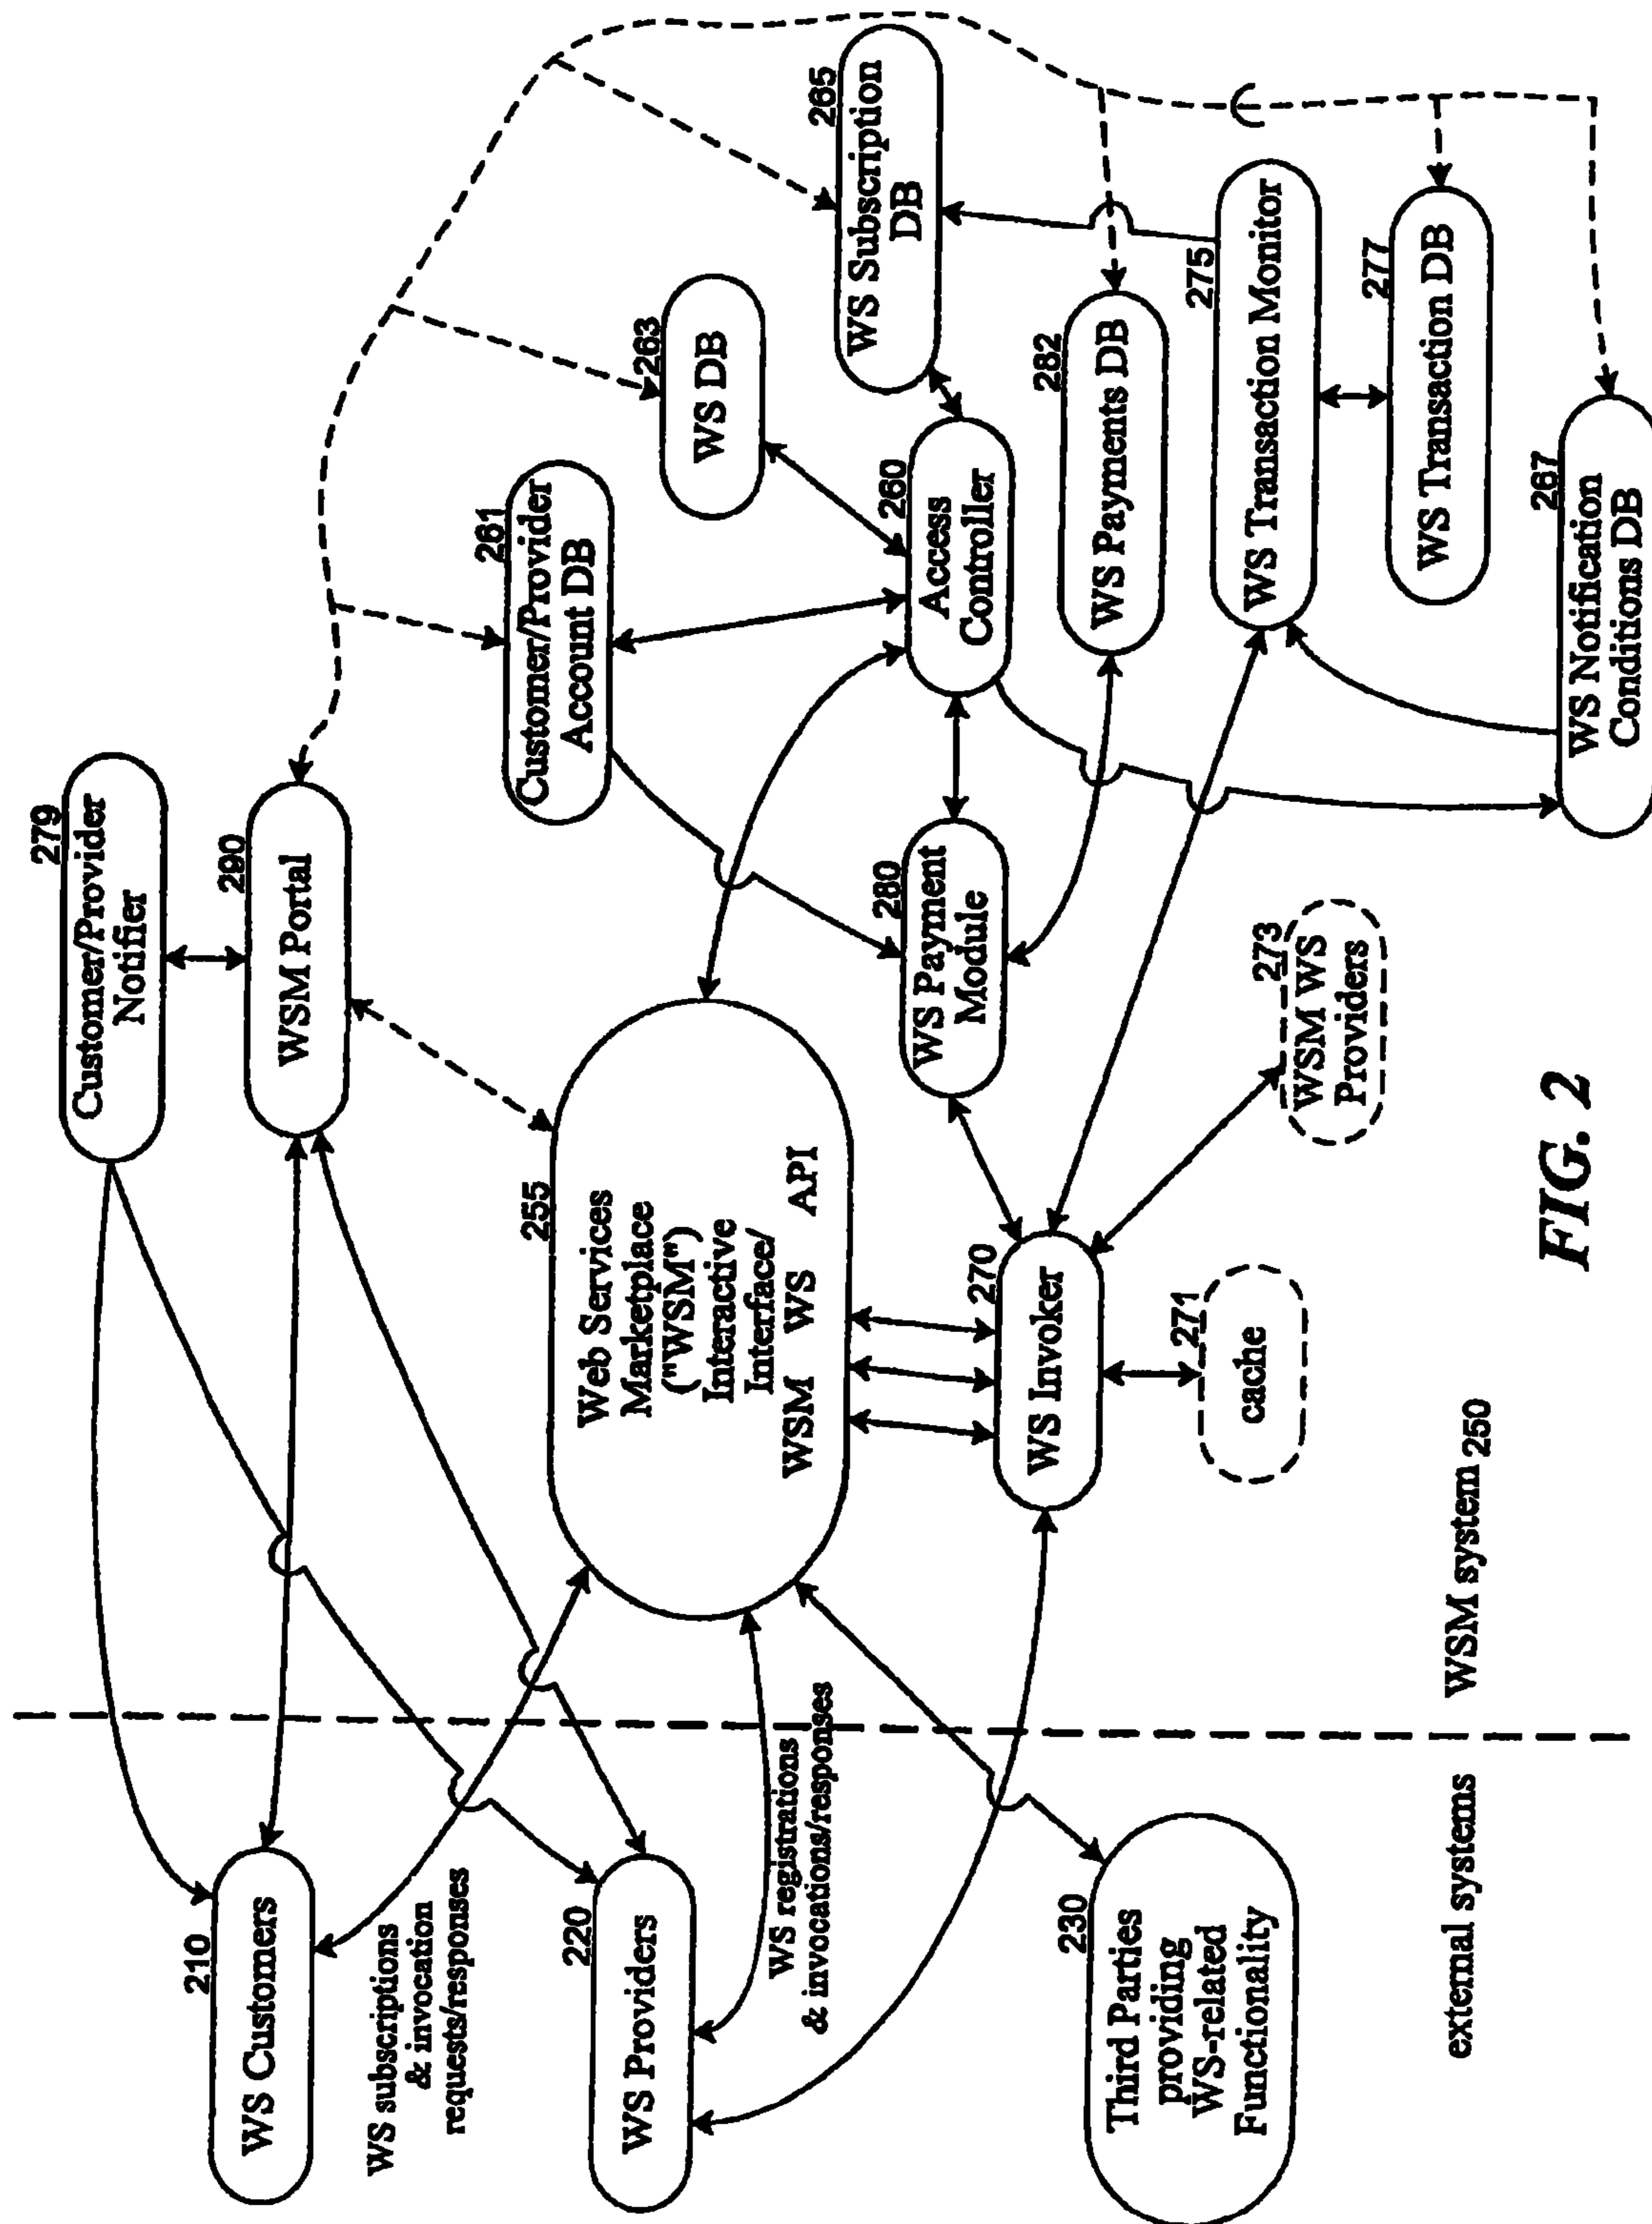 279
Customer/Provider
Notifier
290
WSM Portal
210
WS Customers
WS subscriptions
& invocation
requests/responses
261
Customer/Provider
Account DB
263
WS DB
265
WS Subscription
DB
255
Web Services
Marketplace
("WSM")
Interactive
Interface/
WSM WS API
220
WS Providers
WS registrations
& invocations/responses
260
Access
Controller
280
WS Payment
Module
282
WS Payments DB
270
WS Invoker
275
WS Transaction Monitor
230
Third Parties
providing
WS-related
Functionality
271
cache
273
WSM WS
Providers
277
WS Transaction DB
267
WS Notification
Conditions DB
external systems
WSM system 250
FIG. 2